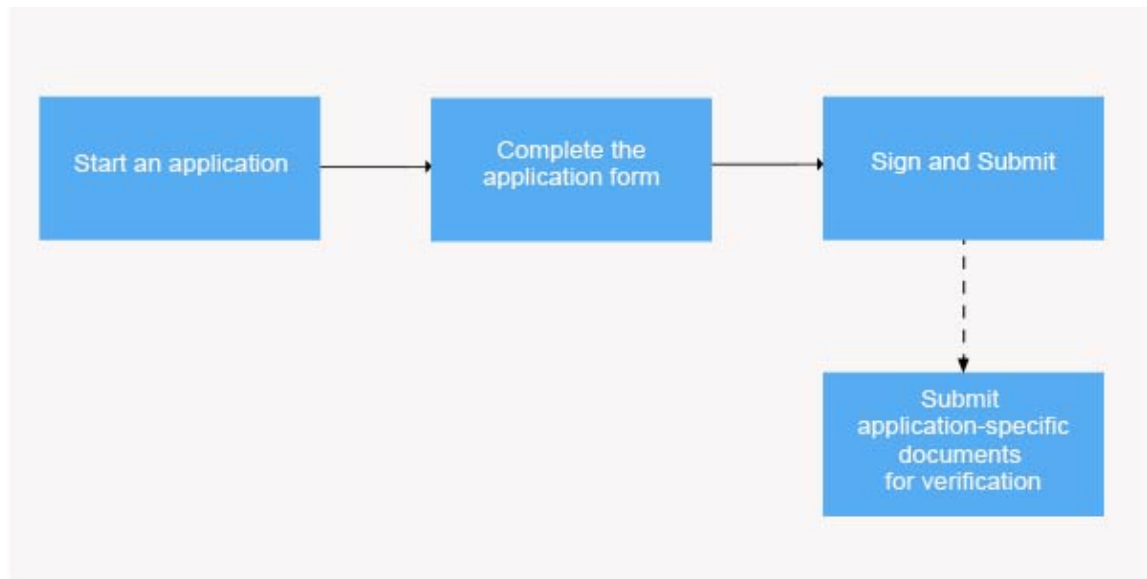 Start an application
Complete the
application form
Sign and Submit
Submit
application-specific
documents
for verification